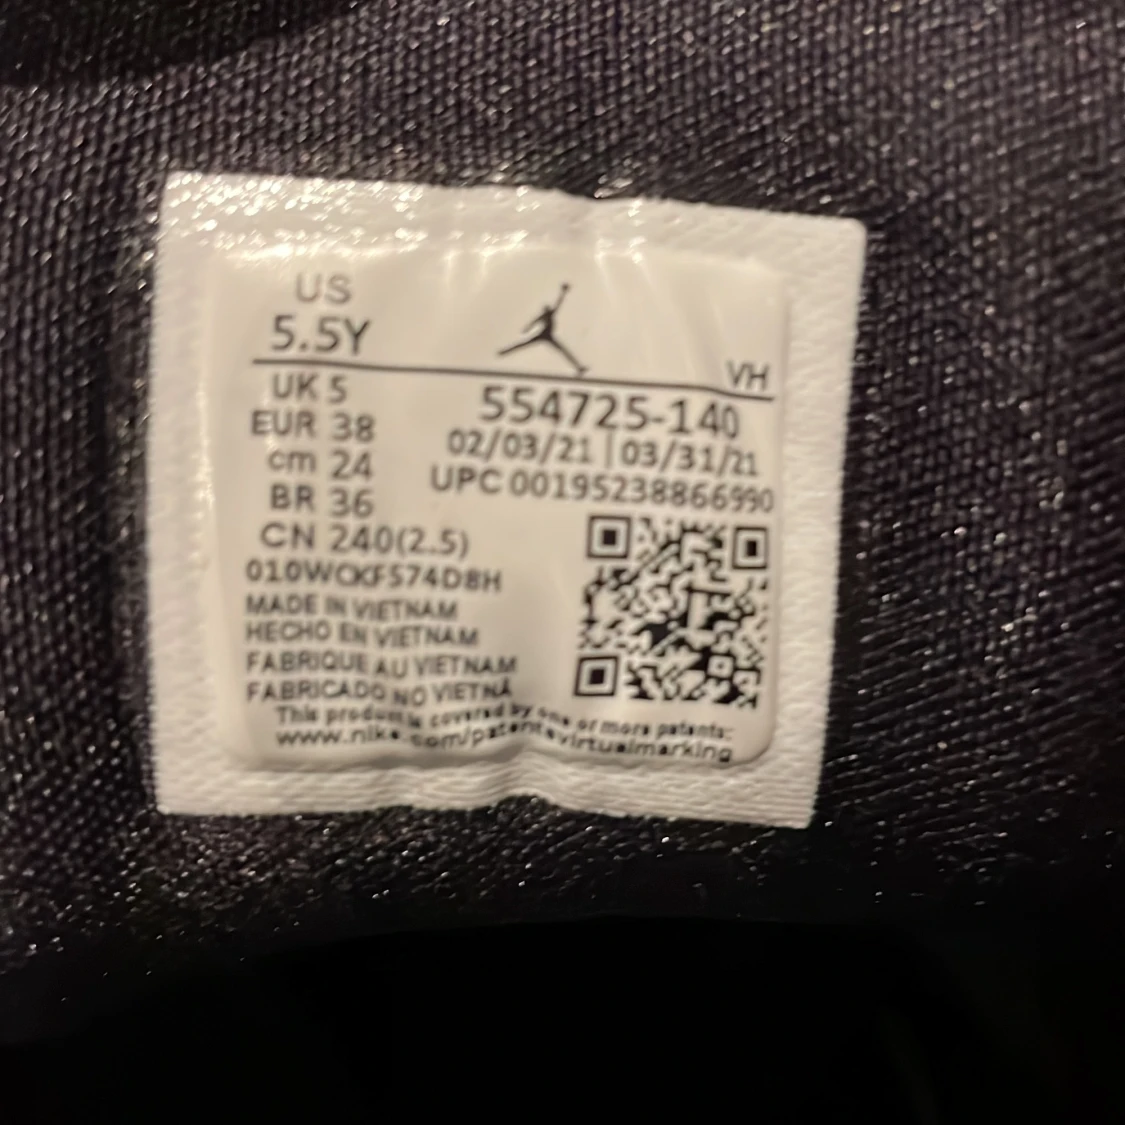 US
5.5Y
VH
UK 5
EUR 38
cm 24
BR 36
CN 240(2.5)
554725-140
02/03/21 | 03/31/21
UPC 00195238866990
MADE IN VIETNAM
HECHO EN VIETNAM
FABRIQUE AU VIETNAM
FABRICADO NO VIETNÃ
This product is covered by one or more patents:
www.nike.com/patentsvirtualmarking